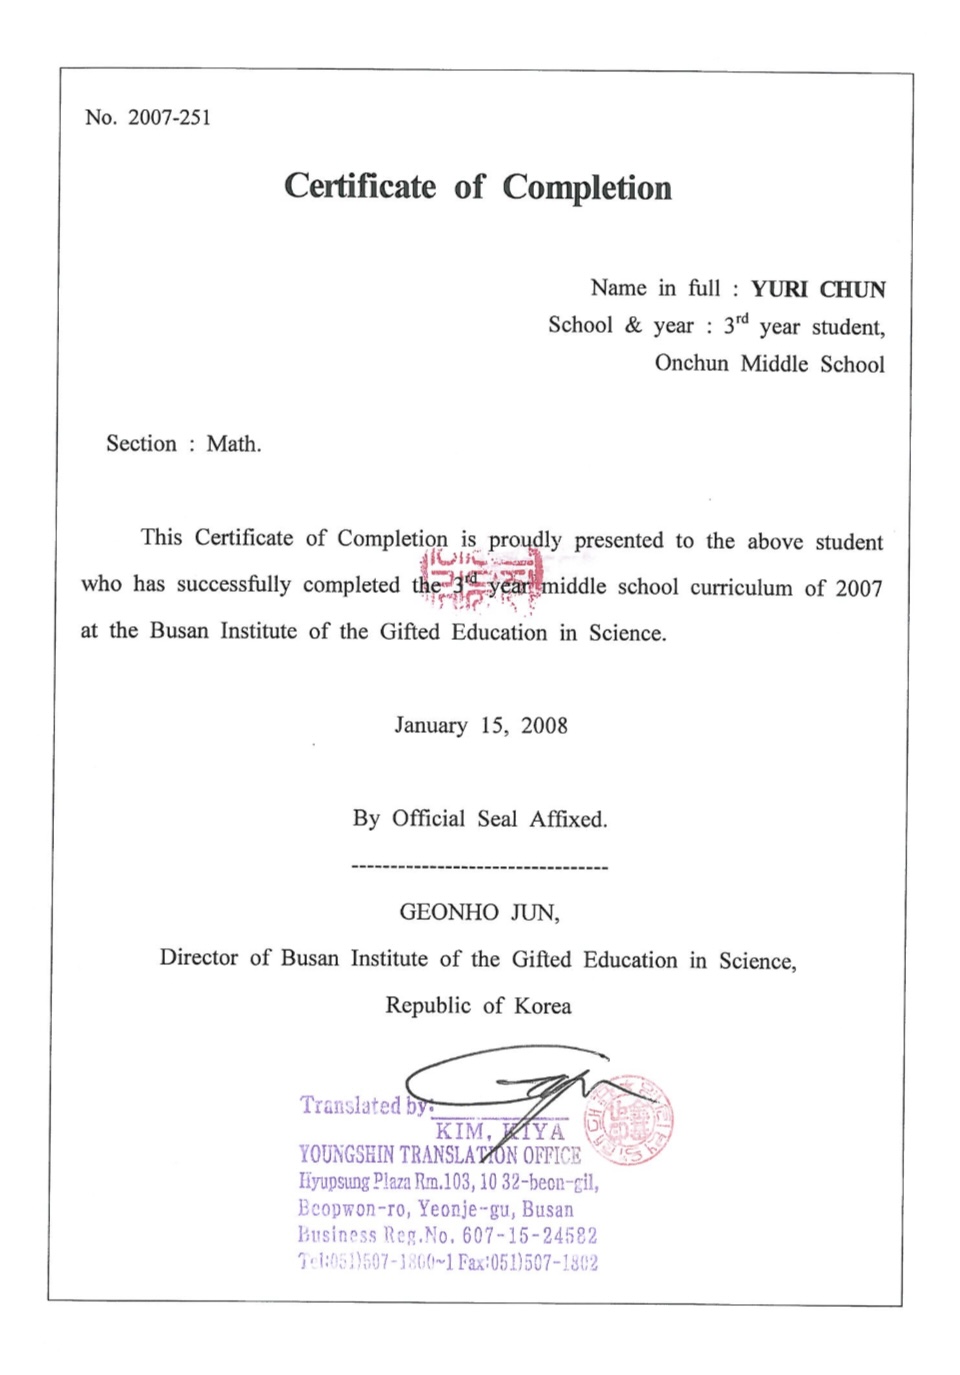 No. 2007-251
Certificate of Completion
Name in full : YURI CHUN
School & year : 3rd year student,
Onchun Middle School
Section : Math.
This Certificate of Completion is proudly presented to the above student
who has successfully completed the 3rd year middle school curriculum of 2007
at the Busan Institute of the Gifted Education in Science.
January 15, 2008
By Official Seal Affixed.
---------------------------------
GEONHO JUN,
Director of Busan Institute of the Gifted Education in Science,
Republic of Korea
Translated by:
KIM, KIYA
YOUNGSHIN TRANSLATION OFFICE
Hyupsung Plaza Rm.103, 10 32-beon-gil,
Beopwon-ro, Yeonje-gu, Busan
Business Reg.No. 607-15-24582
Tel:051)507-1800~1 Fax:051)507-1802